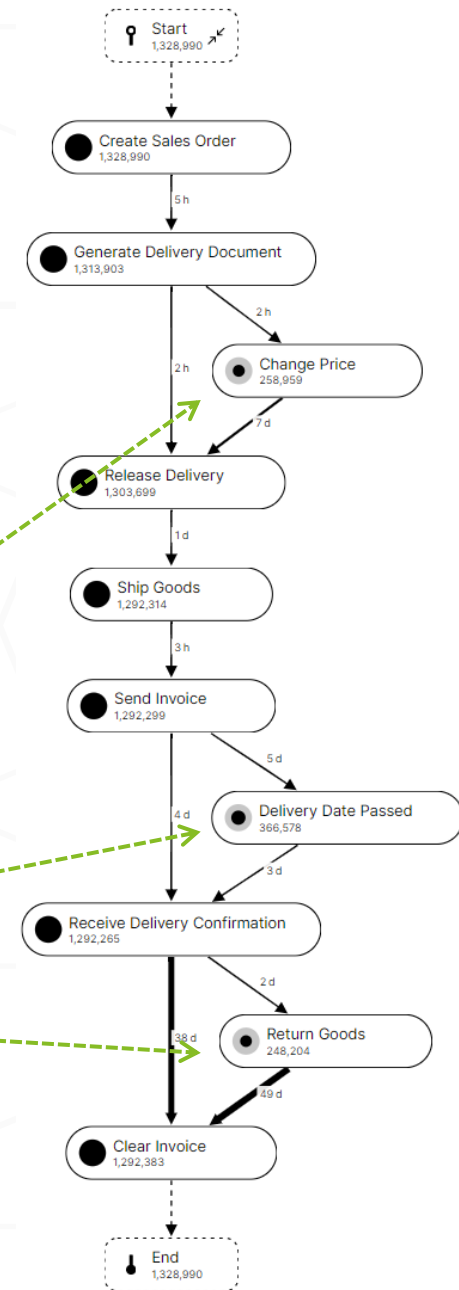 Start
1,328,990
Create Sales Order
1,328,990
5 h
Generate Delivery Document
1,313,903
2 h
2 h
Change Price
258,959
7 d
Release Delivery
1,303,699
1 d
Ship Goods
1,292,314
3 h
Send Invoice
1,292,299
5 d
4 d
Delivery Date Passed
366,578
3 d
Receive Delivery Confirmation
1,292,265
2 d
38 d
Return Goods
248,204
49 d
Clear Invoice
1,292,383
End
1,328,990